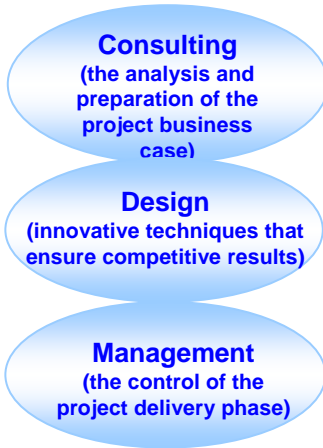 Consulting
(the analysis and
preparation of the
project business
case)
Design
(innovative techniques that
ensure competitive results)
Management
(the control of the
project delivery phase)